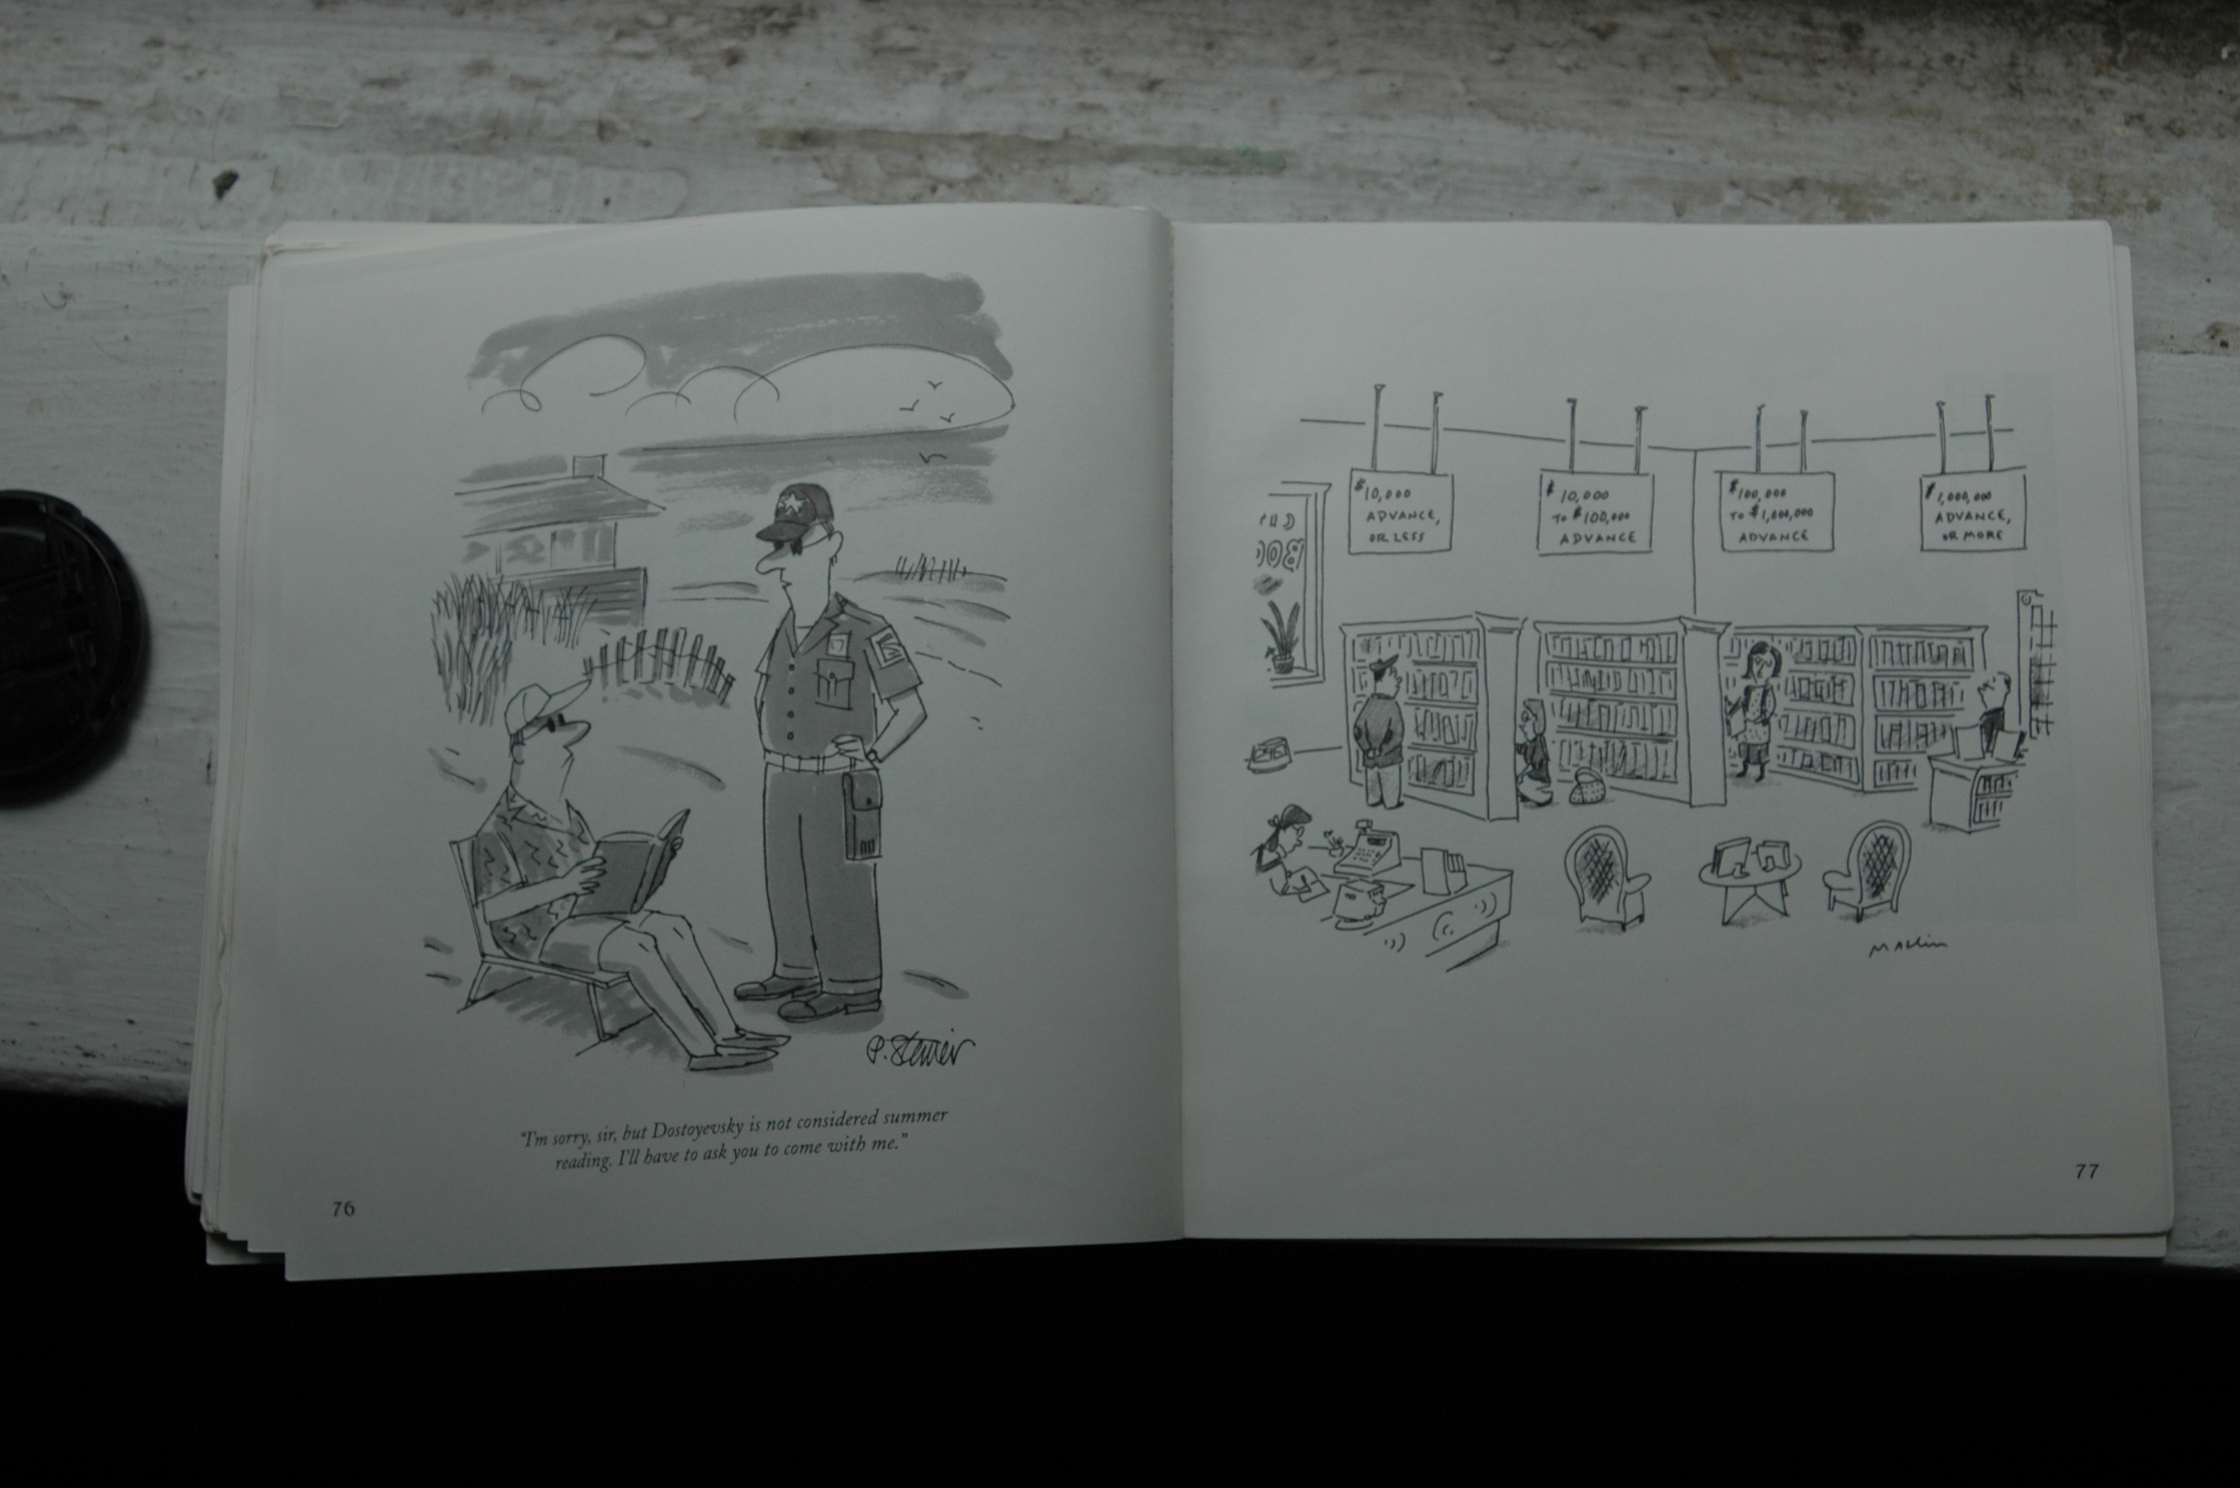 P. Steiner
"I'm sorry, sir, but Dostoyevsky is not considered summer
reading. I'll have to ask you to come with me."
76
$10,000
ADVANCE,
OR LESS
$10,000
TO $100,000
ADVANCE
$100,000
TO $1,000,000
ADVANCE
$1,000,000
ADVANCE,
OR MORE
MASLIN
77